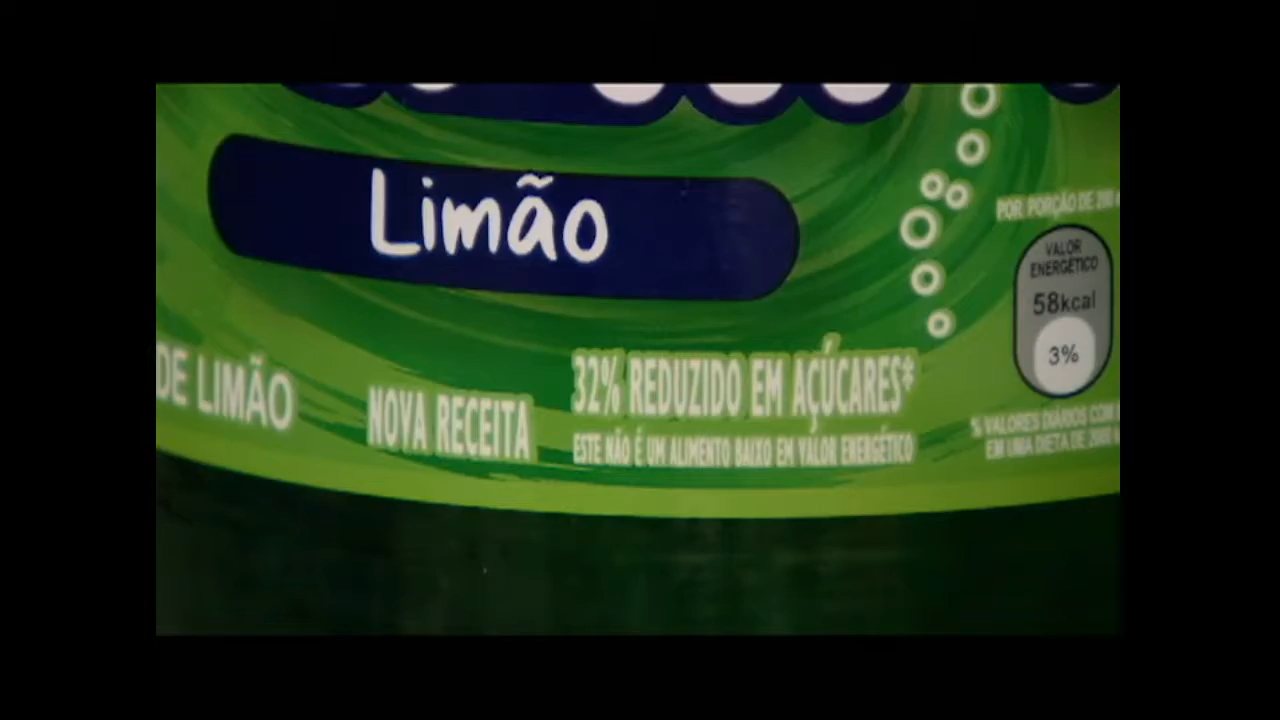 Limão
POR PORÇÃO DE 200
VALOR
ENERGÉTICO
58kcal
3%
DE LIMÃO
NOVA RECEITA
32% REDUZIDO EM AÇÚCARES*
ESTE NÃO É UM ALIMENTO BAIXO EM VALOR ENERGÉTICO
% VALORES DIÁRIOS COM
EM UMA DIETA DE 2000